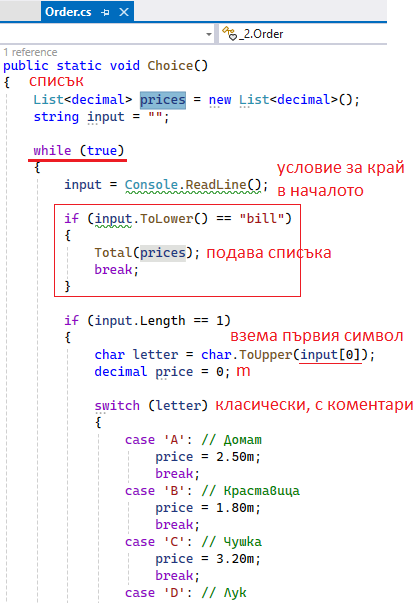 Order.cs
_2.Order
1 reference
public static void Choice()
{ списък
List<decimal> prices = new List<decimal>();
string input = "";
while (true)
{
условие за край
input = Console.ReadLine();
в началото
if (input.ToLower() == "bill")
{
Total(prices); подава списъка
break;
}
if (input.Length == 1)
{ взема първия символ
char letter = char.ToUpper(input[0]);
decimal price = 0; m
switch (letter) класически, с коментари
{
case 'A': // Домат
price = 2.50m;
break;
case 'B': // Краставица
price = 1.80m;
break;
case 'C': // Чушка
price = 3.20m;
break;
case 'D': // Лук